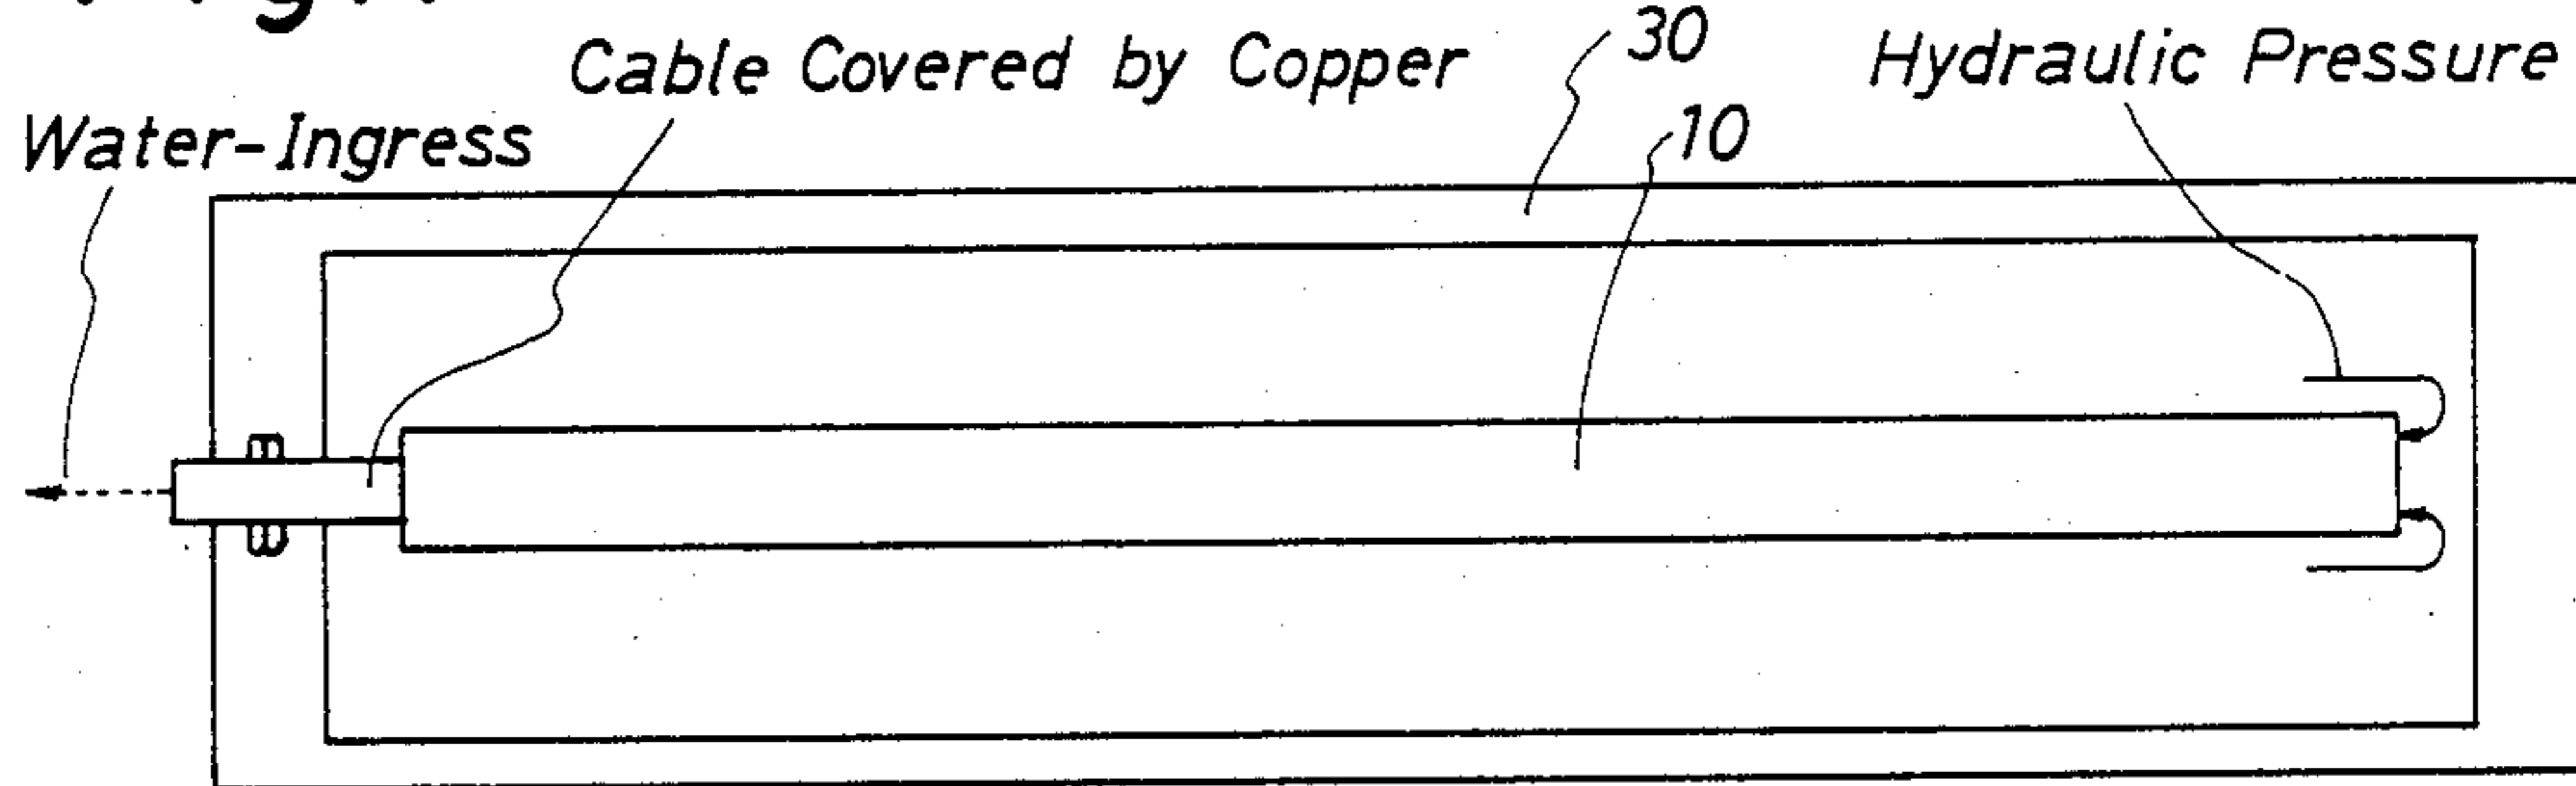 Cable Covered by Copper
30
Hydraulic Pressure
Water-Ingress
10